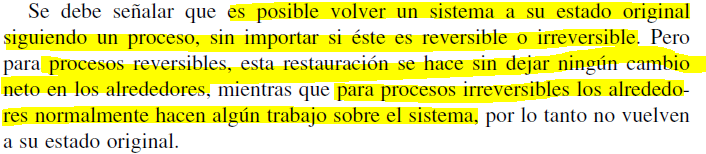 Se debe señalar que es posible volver un sistema a su estado original
siguiendo un proceso, sin importar si éste es reversible o irreversible. Pero
para procesos reversibles, esta restauración se hace sin dejar ningún cambio
neto en los alrededores, mientras que para procesos irreversibles los alrededo-
res normalmente hacen algún trabajo sobre el sistema, por lo tanto no vuelven
a su estado original.